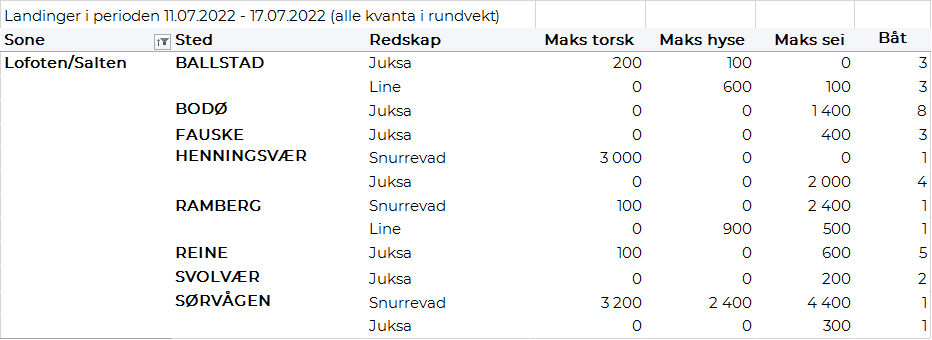 Landinger i perioden 11.07.2022 - 17.07.2022 (alle kvanta i rundvekt)
Sone Sted Redskap Maks torsk Maks hyse Maks sei Båt
Lofoten/Salten BALLSTAD Juksa 200 100 0 3
Line 0 600 100 3
BODØ Juksa 0 0 1 400 8
FAUSKE Juksa 0 0 400 3
HENNINGSVÆR Snurrevad 3 000 0 0 1
Juksa 0 0 2 000 4
RAMBERG Snurrevad 100 0 2 400 1
Line 0 900 500 1
REINE Juksa 100 0 600 5
SVOLVÆR Juksa 0 0 200 2
SØRVÅGEN Snurrevad 3 200 2 400 4 400 1
Juksa 0 0 300 1